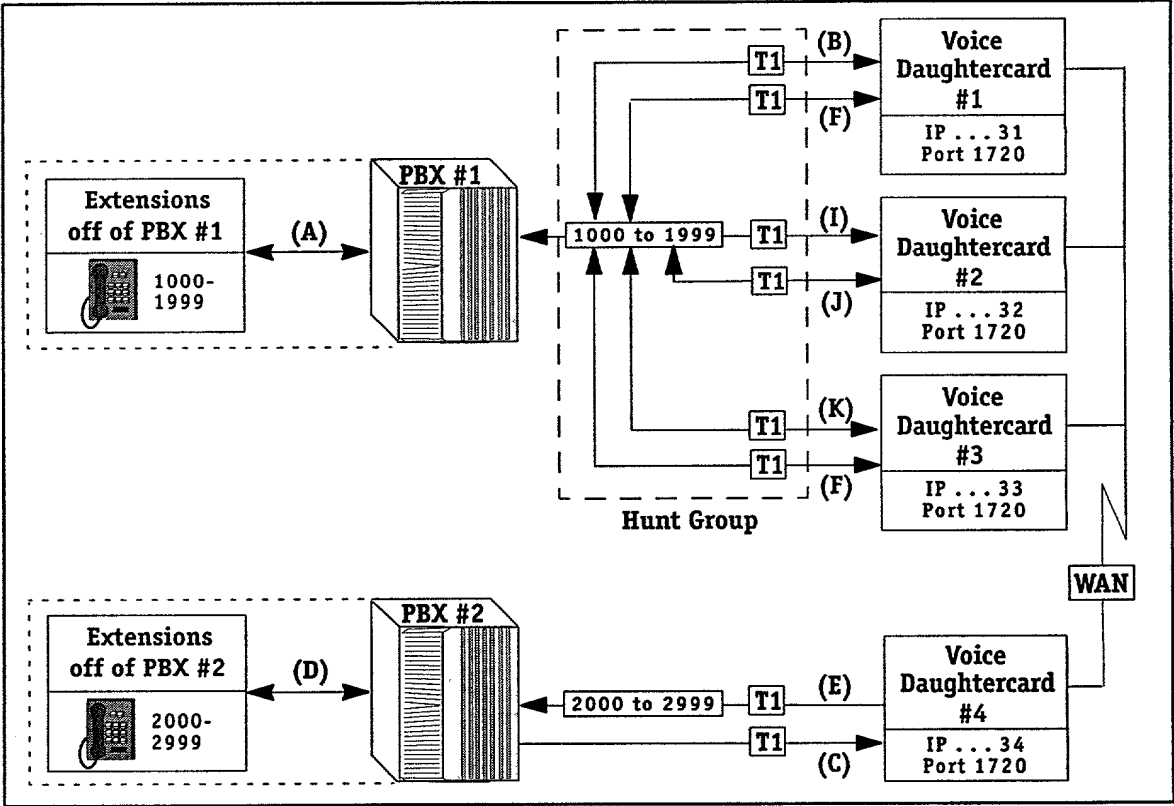 (B)
T1
Voice
Daughtercard
#1
T1
(F)
IP . . . 31
Port 1720
PBX #1
Extensions
off of PBX #1
(A)
1000-
1999
1000 to 1999
T1
(I)
Voice
Daughtercard
#2
T1
(J)
IP . . . 32
Port 1720
T1
(K)
Voice
Daughtercard
#3
T1
(F)
IP . . . 33
Port 1720
Hunt Group
WAN
PBX #2
Extensions
off of PBX #2
(D)
2000-
2999
2000 to 2999
T1
(E)
Voice
Daughtercard
#4
T1
(C)
IP . . . 34
Port 1720